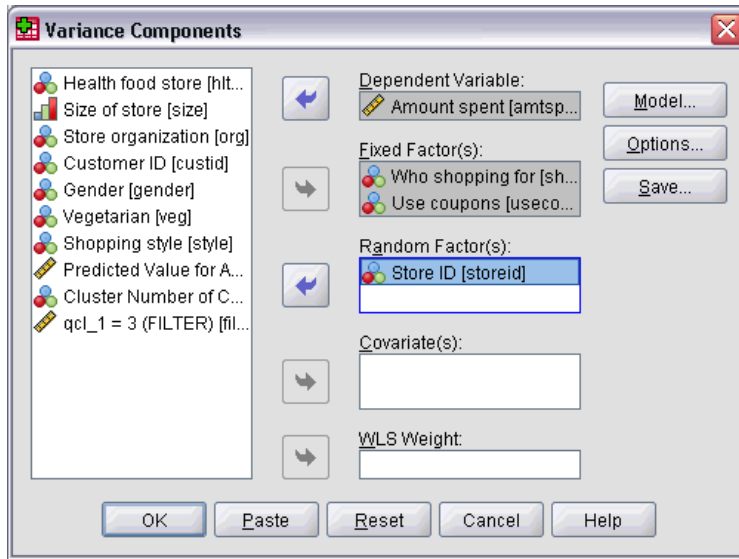 Variance Components
Health food store [hlt...
Size of store [size]
Store organization [org]
Customer ID [custid]
Gender [gender]
Vegetarian [veg]
Shopping style [style]
Predicted Value for A...
Cluster Number of C...
qcl_1 = 3 (FILTER) [fil...
Dependent Variable:
Amount spent [amtsp...
Fixed Factor(s):
Who shopping for [sh...
Use coupons [useco...
Random Factor(s):
Store ID [storeid]
Covariate(s):
WLS Weight:
Model...
Options...
Save...
OK
Paste
Reset
Cancel
Help